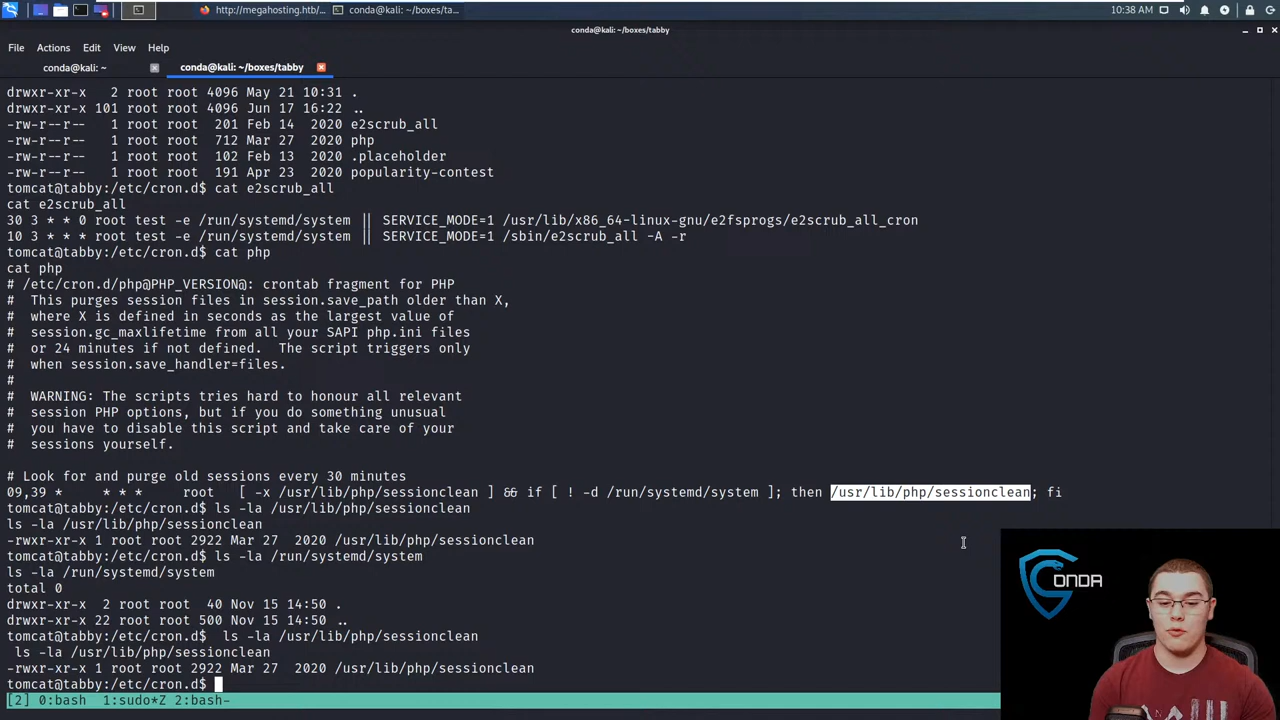 http://megahosting.htb/
conda@kali: ~/boxes/ta...
10:38 AM
conda@kali: ~/boxes/tabby
File Actions Edit View Help
conda@kali: ~
conda@kali: ~/boxes/tabby
drwxr-xr-x   2 root root 4096 May 21 10:31 .
drwxr-xr-x 101 root root 4096 Jun 17 16:22 ..
-rw-r--r--   1 root root  201 Feb 14  2020 e2scrub_all
-rw-r--r--   1 root root  712 Mar 27  2020 php
-rw-r--r--   1 root root  102 Feb 13  2020 .placeholder
-rw-r--r--   1 root root  191 Apr 23  2020 popularity-contest
tomcat@tabby:/etc/cron.d$ cat e2scrub_all
cat e2scrub_all
30 3 * * 0 root test -e /run/systemd/system || SERVICE_MODE=1 /usr/lib/x86_64-linux-gnu/e2fsprogs/e2scrub_all_cron
10 3 * * * root test -e /run/systemd/system || SERVICE_MODE=1 /sbin/e2scrub_all -A -r
tomcat@tabby:/etc/cron.d$ cat php
cat php
# /etc/cron.d/php@PHP_VERSION@: crontab fragment for PHP
#  This purges session files in session.save_path older than X,
#  where X is defined in seconds as the largest value of
#  session.gc_maxlifetime from all your SAPI php.ini files
#  or 24 minutes if not defined.  The script triggers only
#  when session.save_handler=files.
#
#  WARNING: The scripts tries hard to honour all relevant
#  session PHP options, but if you do something unusual
#  you have to disable this script and take care of your
#  sessions yourself.
# Look for and purge old sessions every 30 minutes
09,39 *     * * *     root   [ -x /usr/lib/php/sessionclean ] && if [ ! -d /run/systemd/system ]; then /usr/lib/php/sessionclean; fi
tomcat@tabby:/etc/cron.d$ ls -la /usr/lib/php/sessionclean
ls -la /usr/lib/php/sessionclean
-rwxr-xr-x 1 root root 2922 Mar 27  2020 /usr/lib/php/sessionclean
tomcat@tabby:/etc/cron.d$ ls -la /run/systemd/system
ls -la /run/systemd/system
total 0
drwxr-xr-x  2 root root  40 Nov 15 14:50 .
drwxr-xr-x 22 root root 500 Nov 15 14:50 ..
tomcat@tabby:/etc/cron.d$  ls -la /usr/lib/php/sessionclean
 ls -la /usr/lib/php/sessionclean
-rwxr-xr-x 1 root root 2922 Mar 27  2020 /usr/lib/php/sessionclean
tomcat@tabby:/etc/cron.d$
[2] 0:bash  1:sudo*Z 2:bash-
CONDA